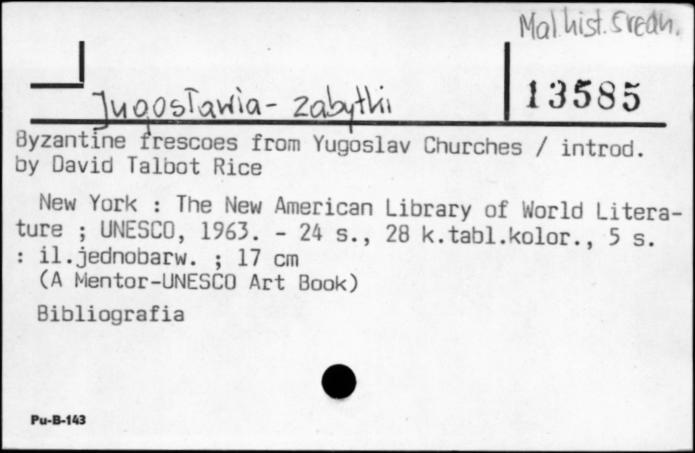 Mal. hist. średn.
Jugosławia - zabytki
13585
Byzantine frescoes from Yugoslav Churches / introd.
by David Talbot Rice
New York : The New American Library of World Litera-
ture ; UNESCO, 1963. - 24 s., 28 k.tabl.kolor., 5 s.
: il.jednobarw. ; 17 cm
(A Mentor-UNESCO Art Book)
Bibliografia
Pu-B-143